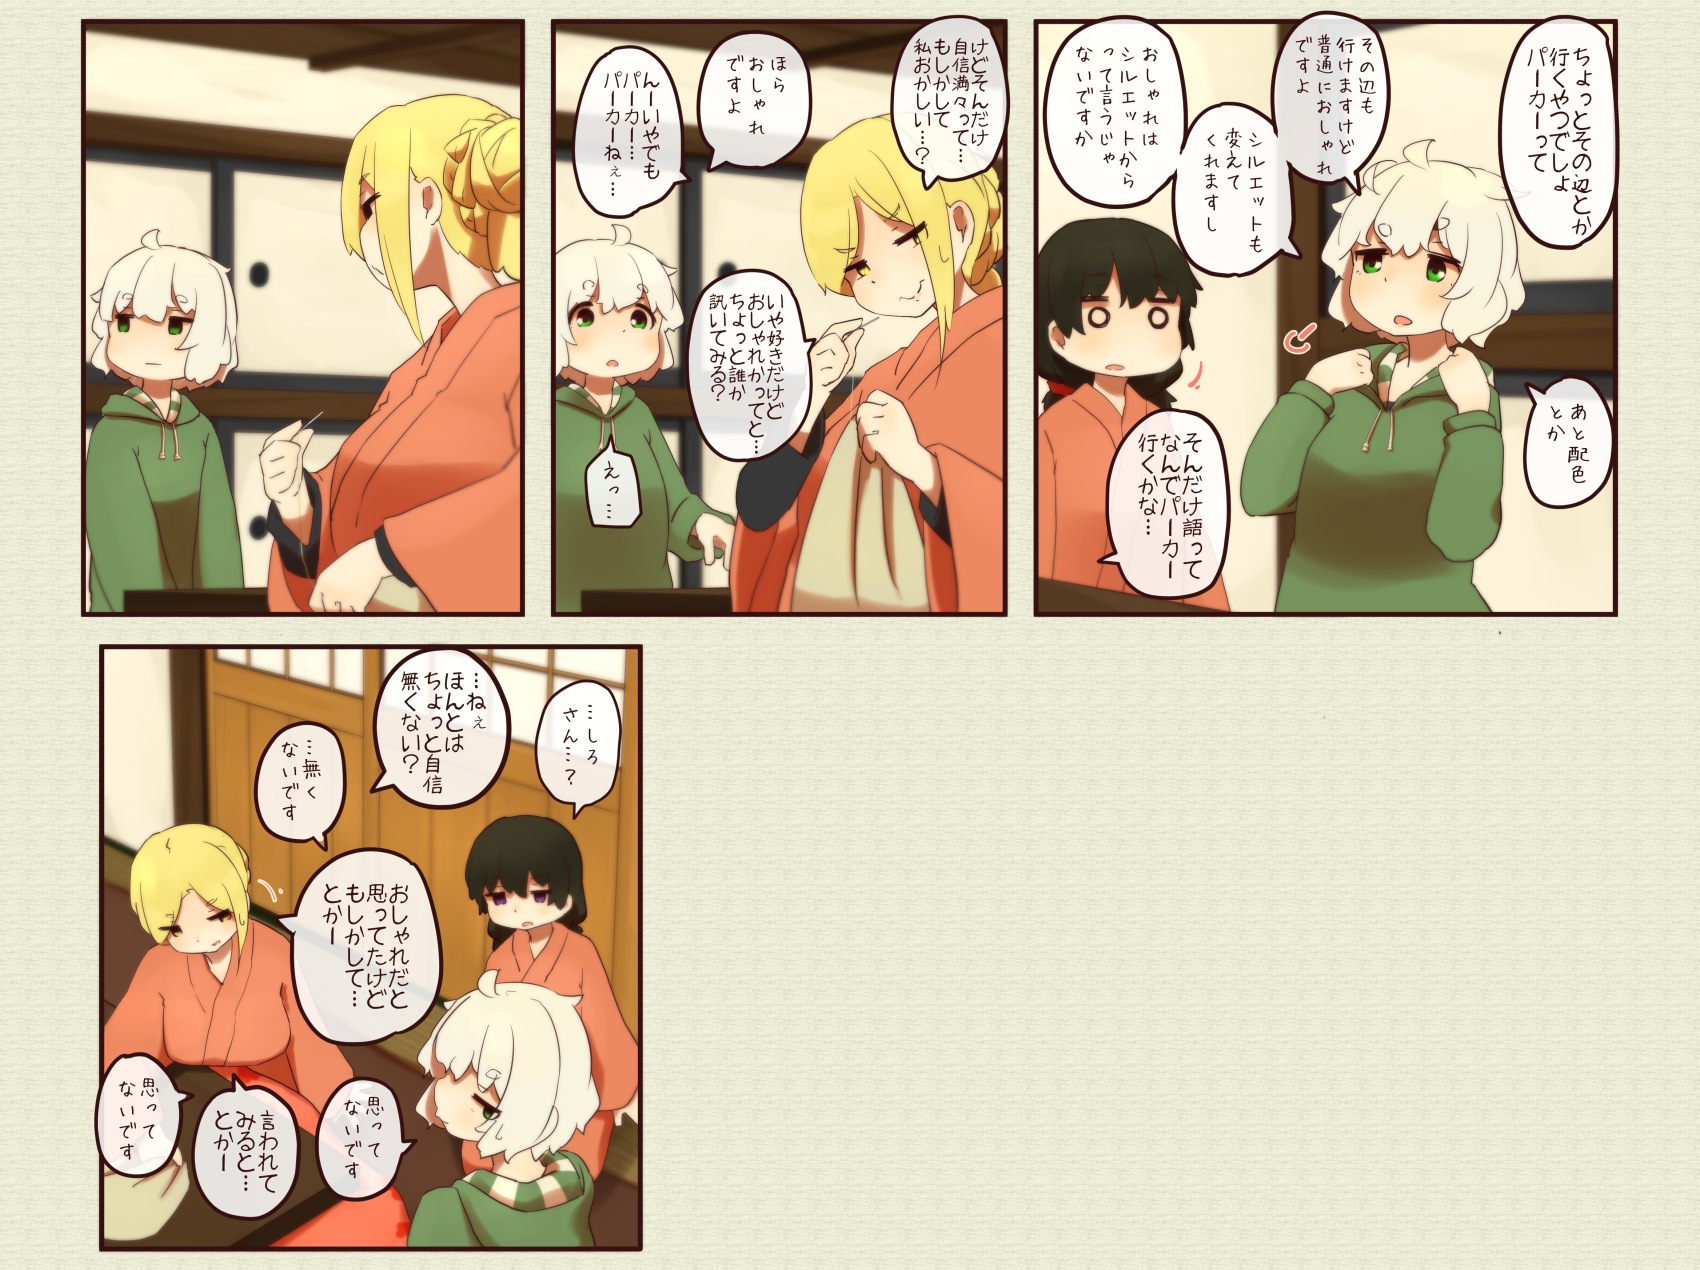 ちょっとその辺とか
行くやつでしょ
パーカーって
その辺も
行けますけど
普通におしゃれ
ですよ
シルエットも
変えて
くれますし
おしゃれは
シルエットから
って言うじゃ
ないですか
あと配色
とか
そんだけ語って
なんでパーカー
行くかな…
けどそんだけ
自信満々って…
もしかして
私おかしい…？
ほら
おしゃれ
ですよ
んーいやでも
パーカー…
パーカーねぇ…
いや好きだけど
おしゃれかってと…
ちょっと誰か
訊いてみる？
えっ…
…しろ
さん…？
…ねぇ
ほんとは
ちょっと自信
無くない？
…無く
ないです
おしゃれだと
思ってたけど
もしかして…
とかー
思って
ないです
言われて
みると…
とかー
思って
ないです